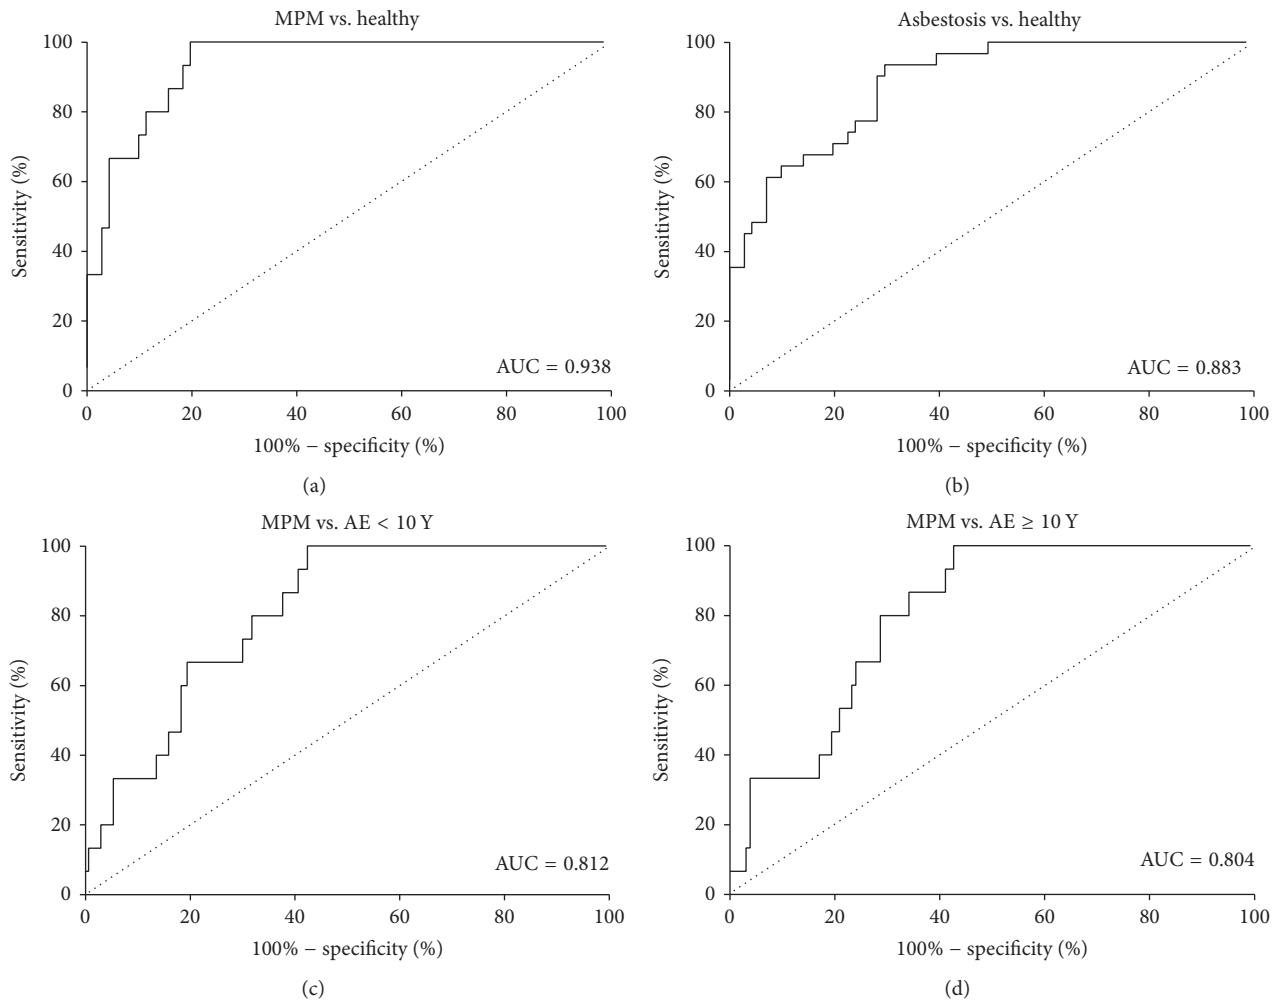 MPM vs. healthy
100
80
60
40
20
0
Sensitivity (%)
AUC = 0.938
0 20 40 60 80 100
100% − specificity (%)
(a)
Asbestosis vs. healthy
100
80
60
40
20
0
Sensitivity (%)
AUC = 0.883
0 20 40 60 80 100
100% − specificity (%)
(b)
MPM vs. AE < 10 Y
100
80
60
40
20
0
Sensitivity (%)
AUC = 0.812
0 20 40 60 80 100
100% − specificity (%)
(c)
MPM vs. AE ≥ 10 Y
100
80
60
40
20
0
Sensitivity (%)
AUC = 0.804
0 20 40 60 80 100
100% − specificity (%)
(d)